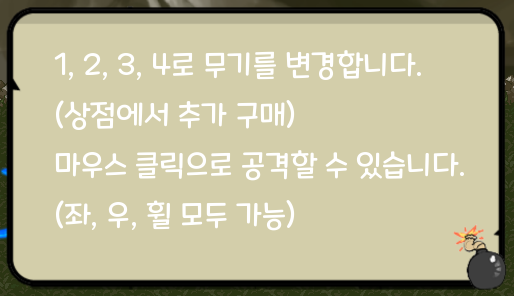 1, 2, 3, 4로 무기를 변경합니다.
(상점에서 추가 구매)
마우스 클릭으로 공격할 수 있습니다.
(좌, 우, 휠 모두 가능)